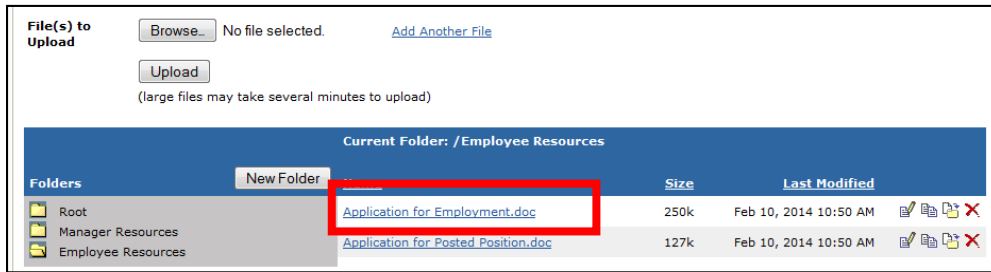 File(s) to Upload
Browse… No file selected. Add Another File
Upload
(large files may take several minutes to upload)
Current Folder: /Employee Resources
Folders New Folder Size Last Modified
Root Application for Employment.doc 250k Feb 10, 2014 10:50 AM
Manager Resources
Employee Resources Application for Posted Position.doc 127k Feb 10, 2014 10:50 AM